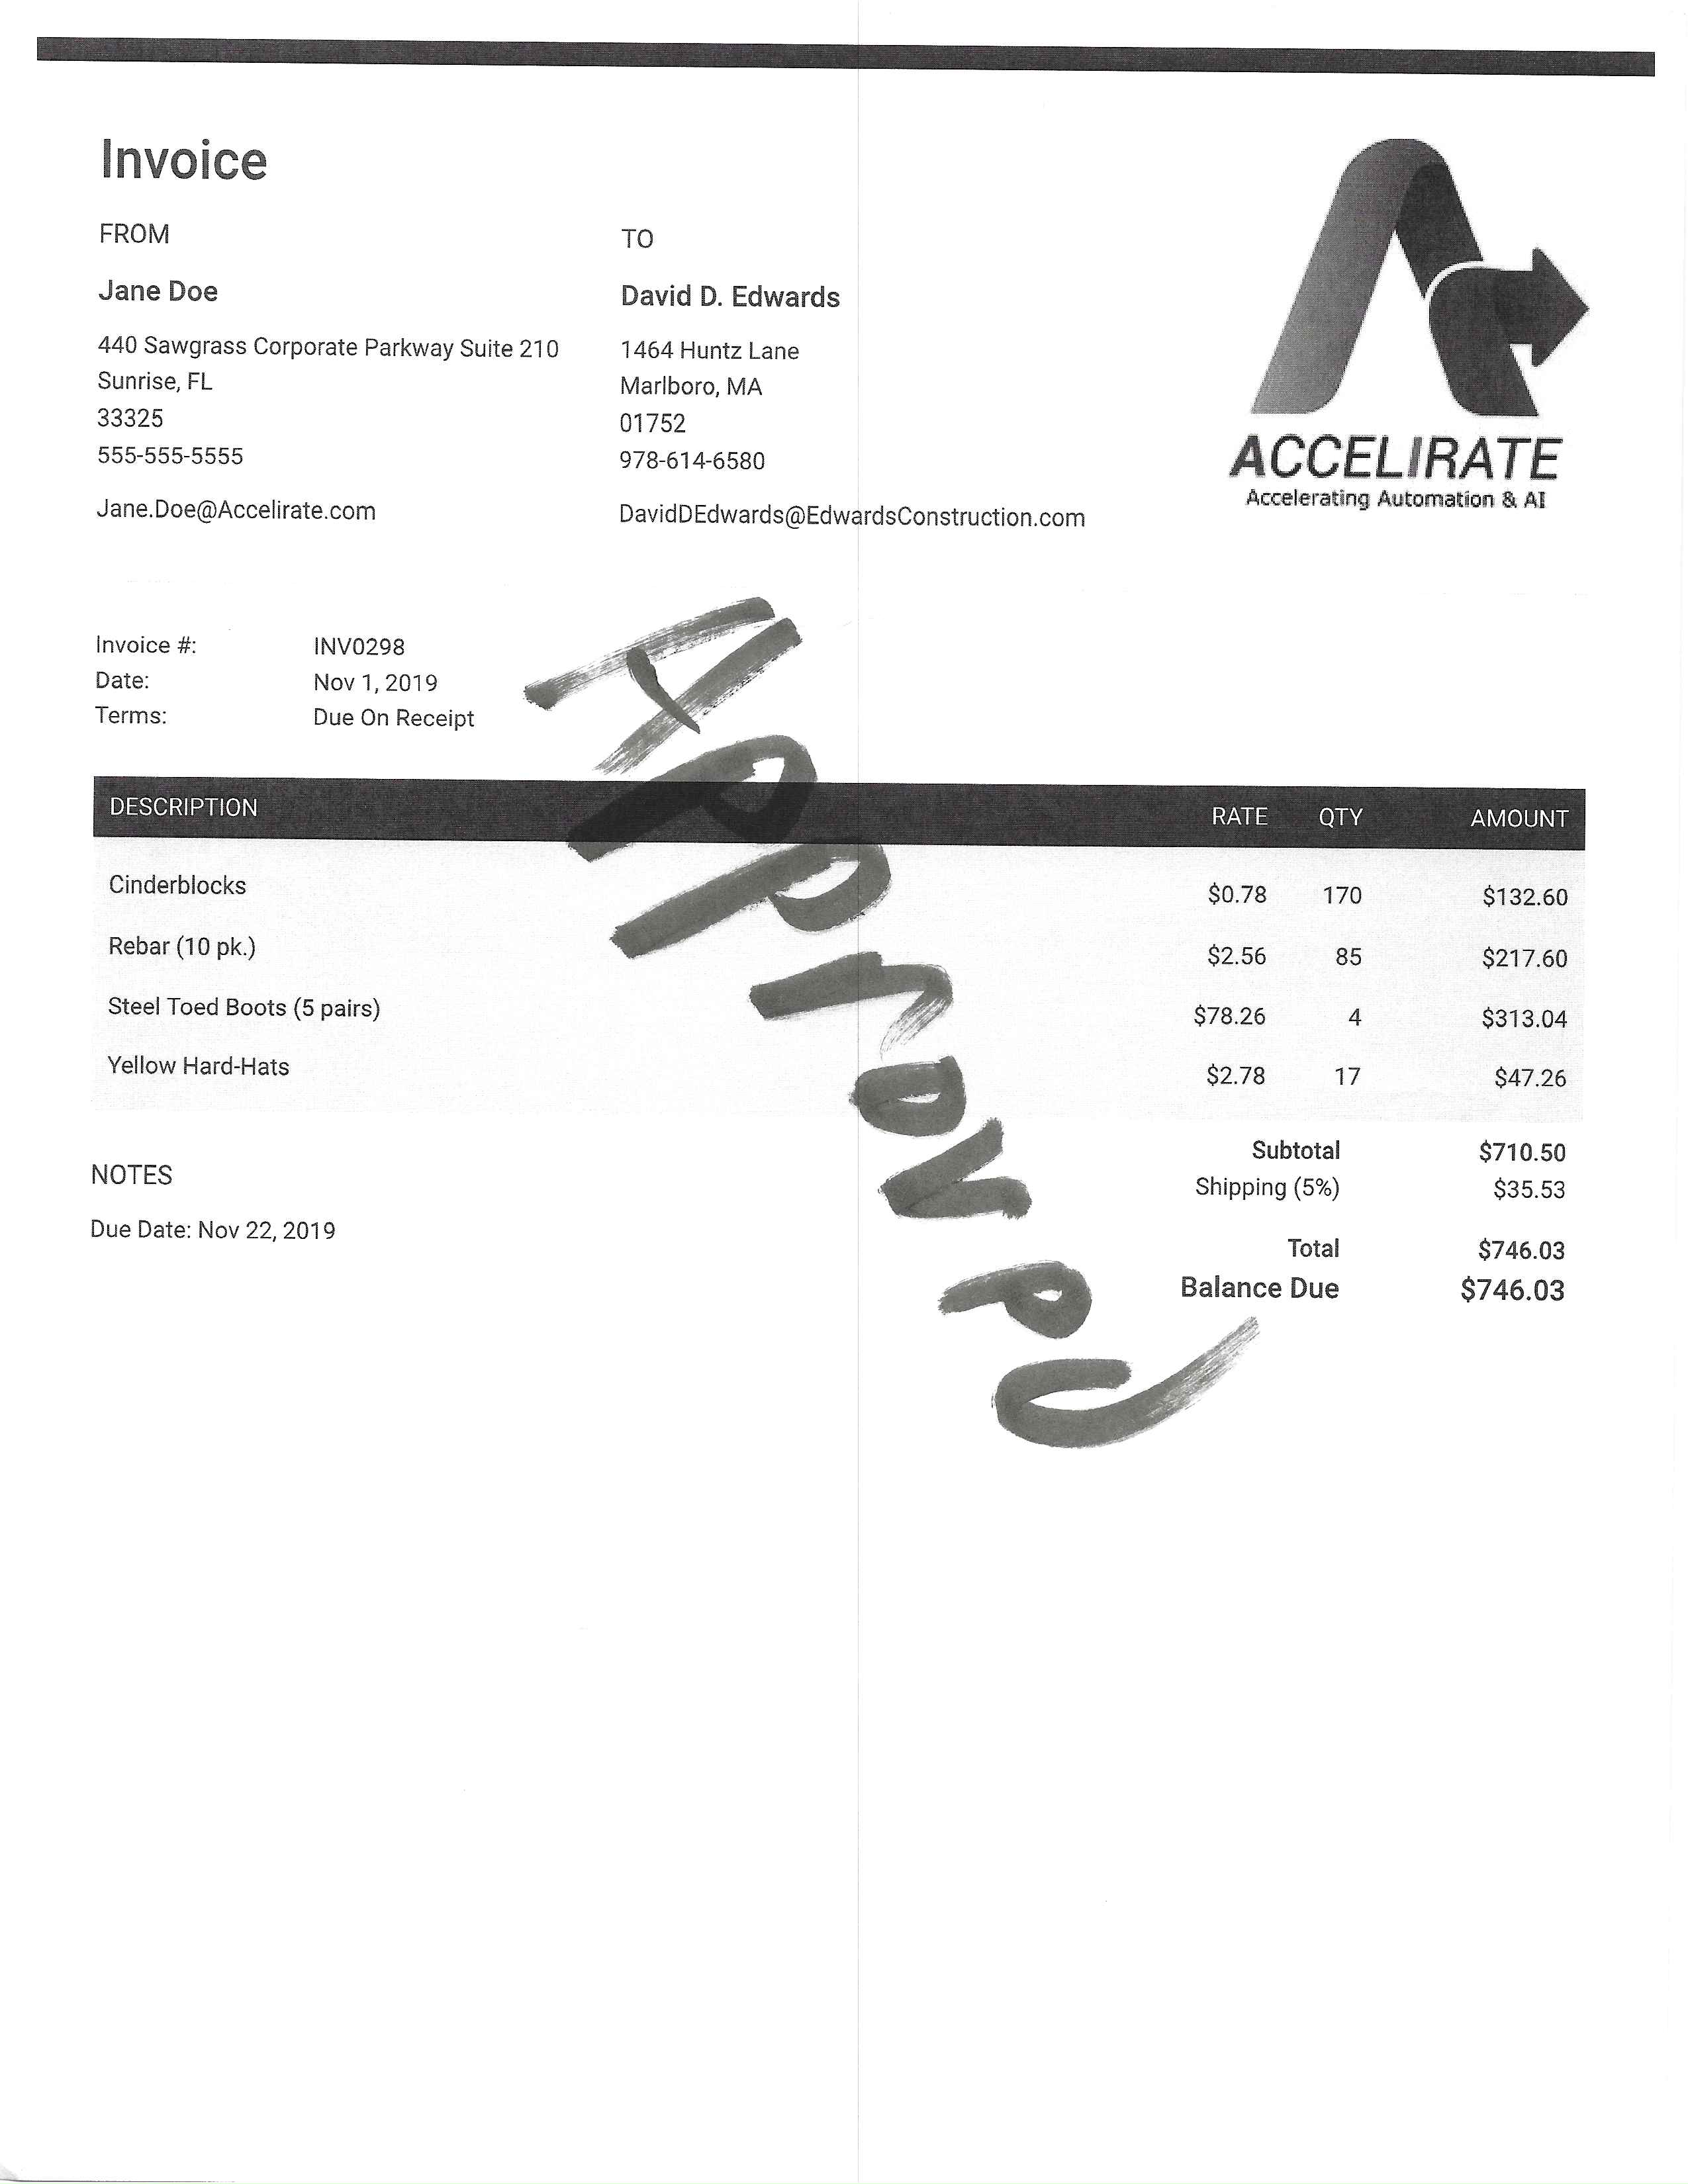 Invoice
FROM
Jane Doe
440 Sawgrass Corporate Parkway Suite 210
Sunrise, FL
33325
555-555-5555
Jane.Doe@Accelirate.com
TO
David D. Edwards
1464 Huntz Lane
Marlboro, MA
01752
978-614-6580
DavidDEdwards@EdwardsConstruction.com
ACCELIRATE
Accelerating Automation & AI
Invoice #: INV0298
Date: Nov 1, 2019
Terms: Due On Receipt
Approved
DESCRIPTION RATE QTY AMOUNT
Cinderblocks $0.78 170 $132.60
Rebar (10 pk.) $2.56 85 $217.60
Steel Toed Boots (5 pairs) $78.26 4 $313.04
Yellow Hard-Hats $2.78 17 $47.26
Subtotal $710.50
Shipping (5%) $35.53
Total $746.03
Balance Due $746.03
NOTES
Due Date: Nov 22, 2019